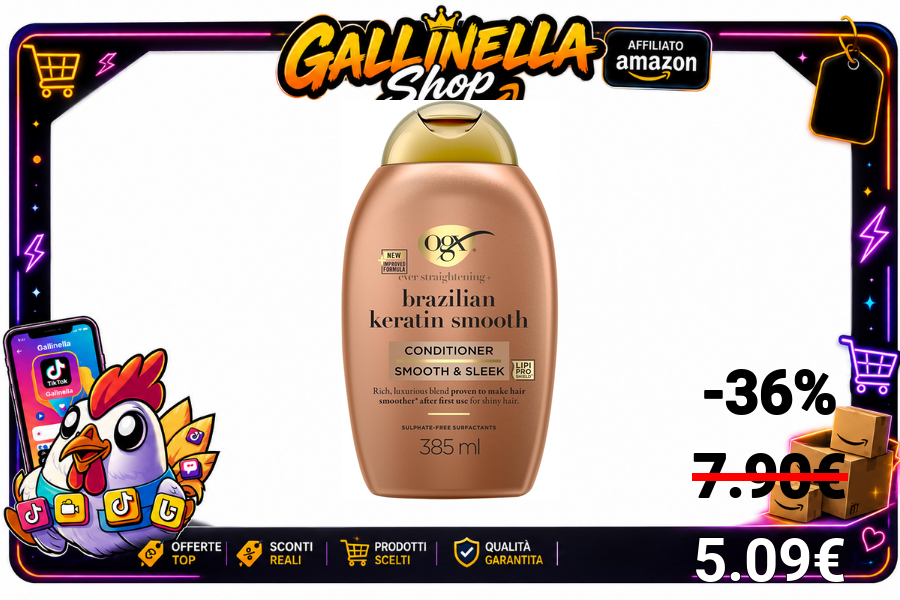 GALLINELLA
Shop
AFFILIATO
amazon
ogx
NEW
IMPROVED
FORMULA
ever straightening+
brazilian
keratin smooth
CONDITIONER
SMOOTH & SLEEK
LIPI
PRO
SHIELD
Rich, luxurious blend proven to make hair
smoother* after first use for shiny hair.
SULPHATE-FREE SURFACTANTS
385 ml
Gallinella
TikTok
Gallinella
-36%
7.90€
5.09€
OFFERTE
TOP
SCONTI
REALI
PRODOTTI
SCELTI
QUALITÀ
GARANTITA